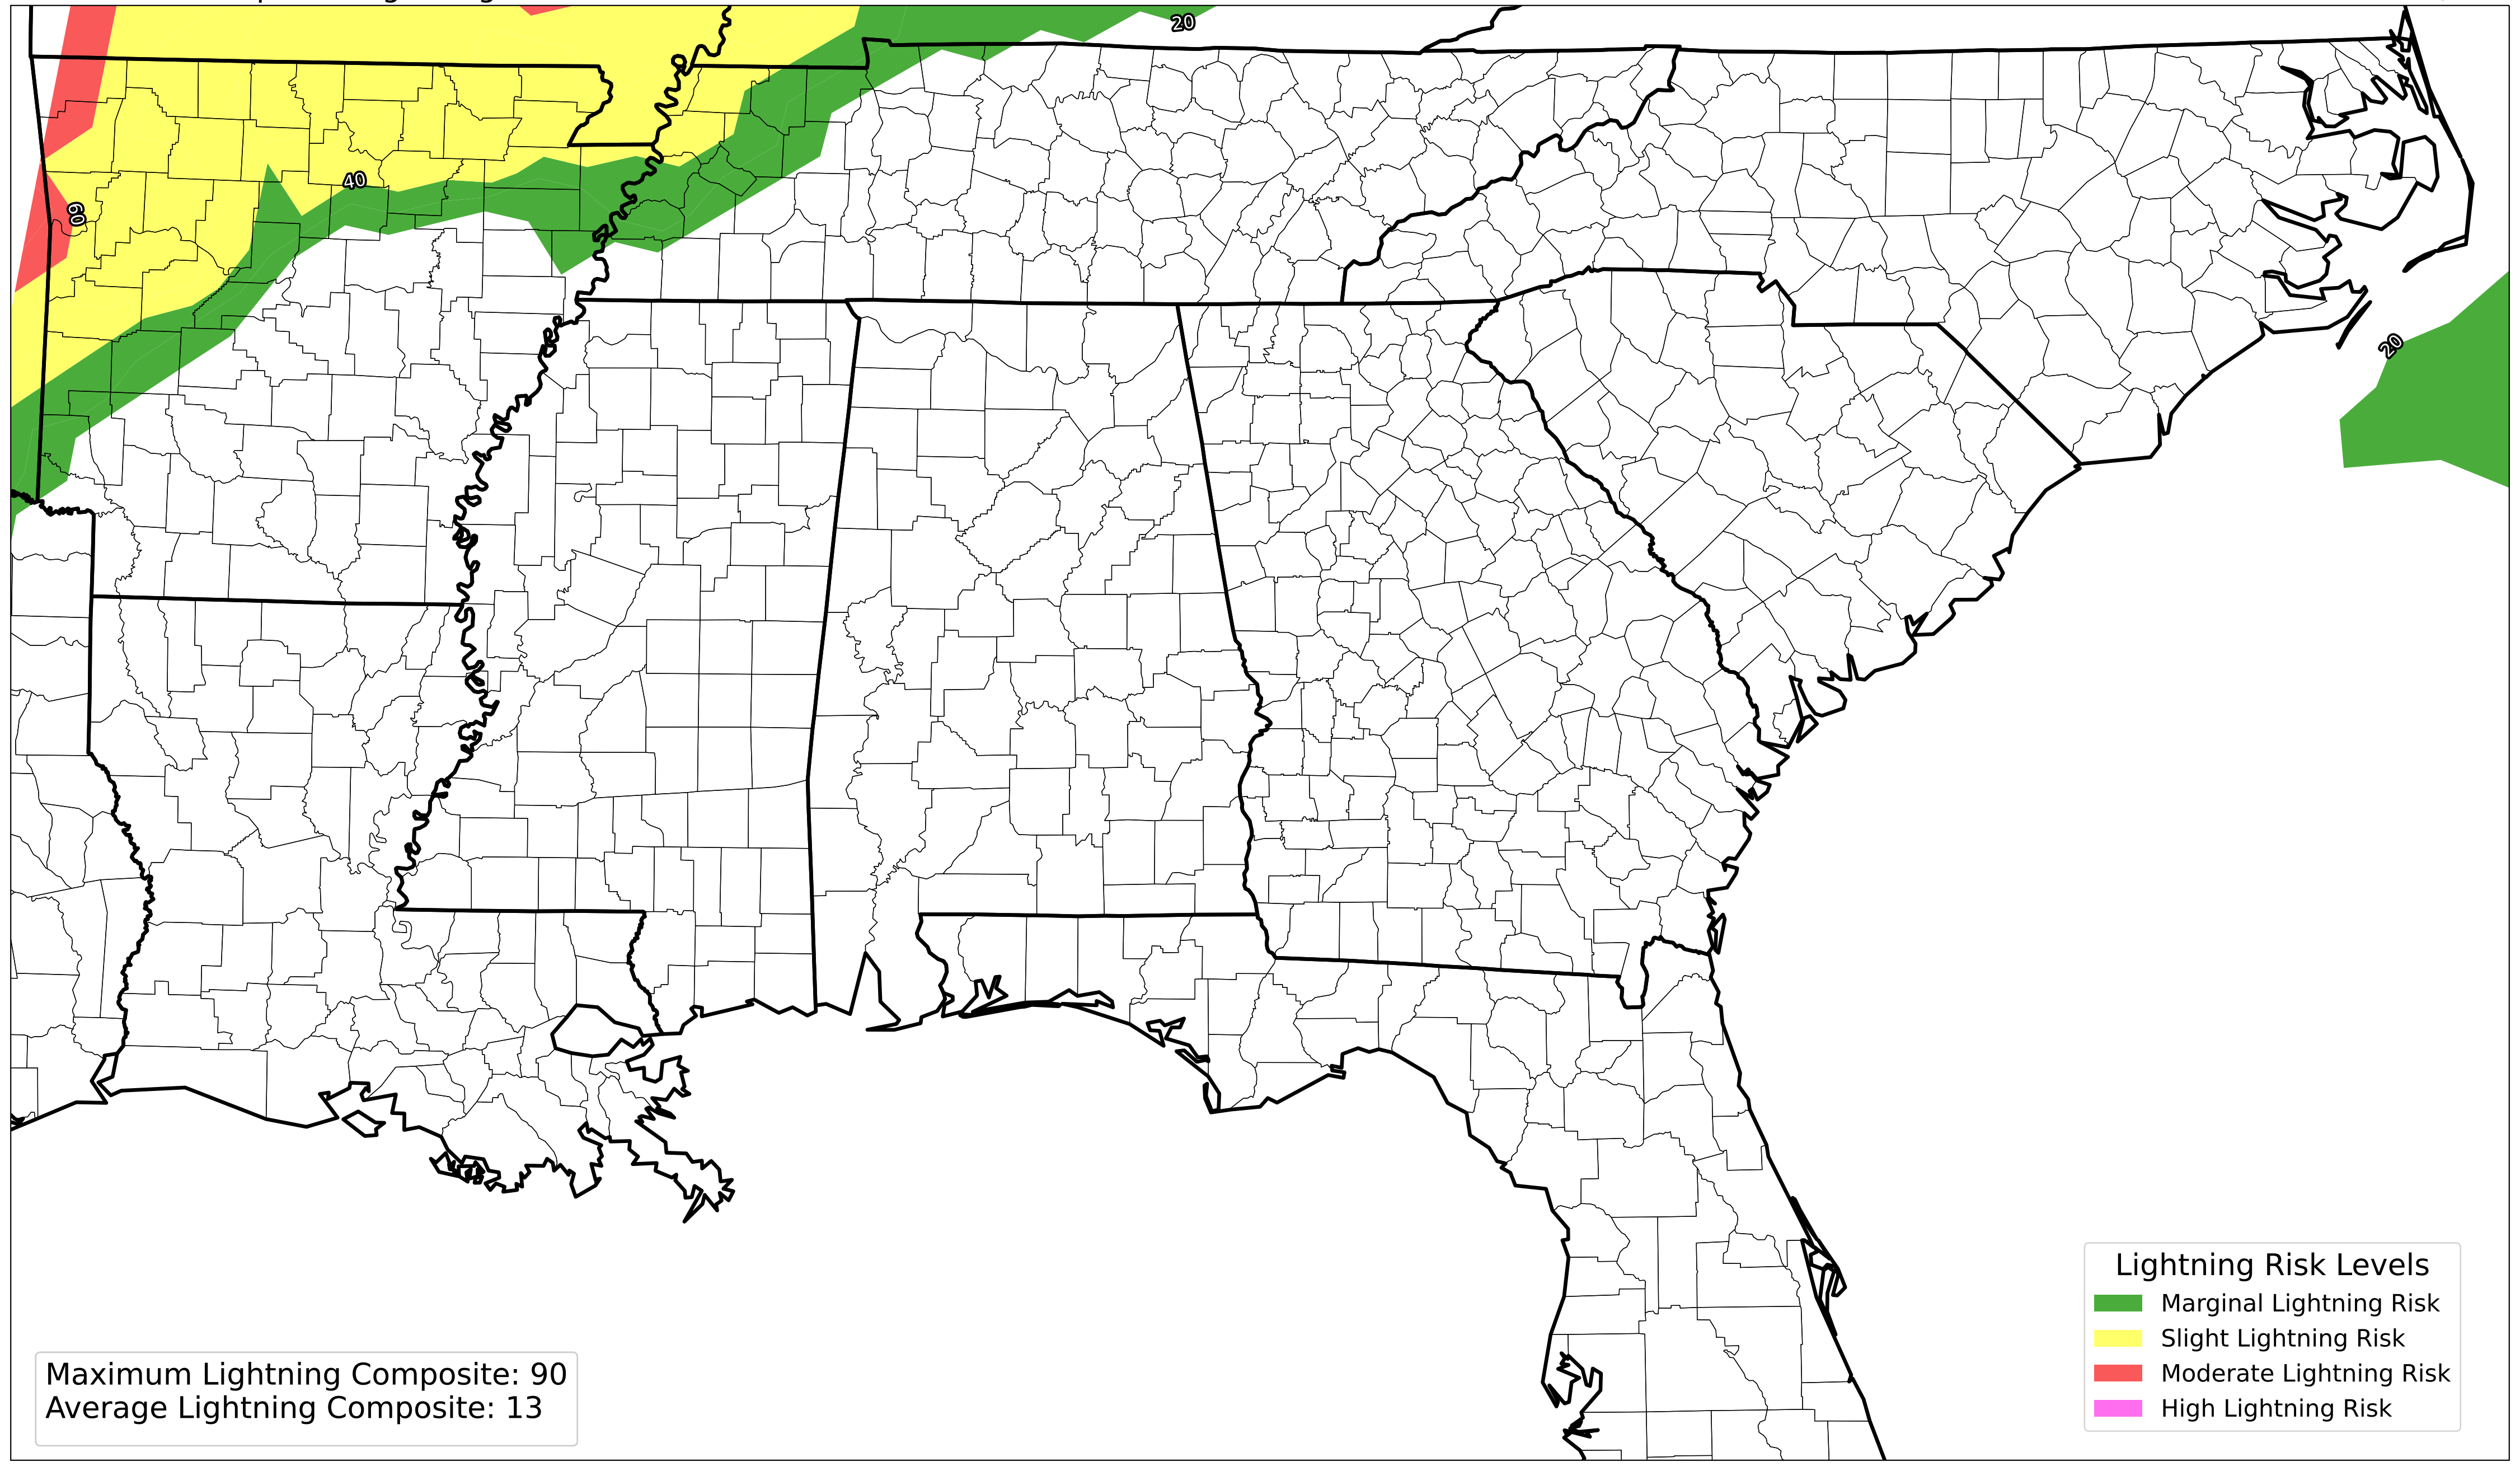 20
40
60
20
Lightning Risk Levels
Marginal Lightning Risk
Slight Lightning Risk
Moderate Lightning Risk
High Lightning Risk
Maximum Lightning Composite: 90
Average Lightning Composite: 13